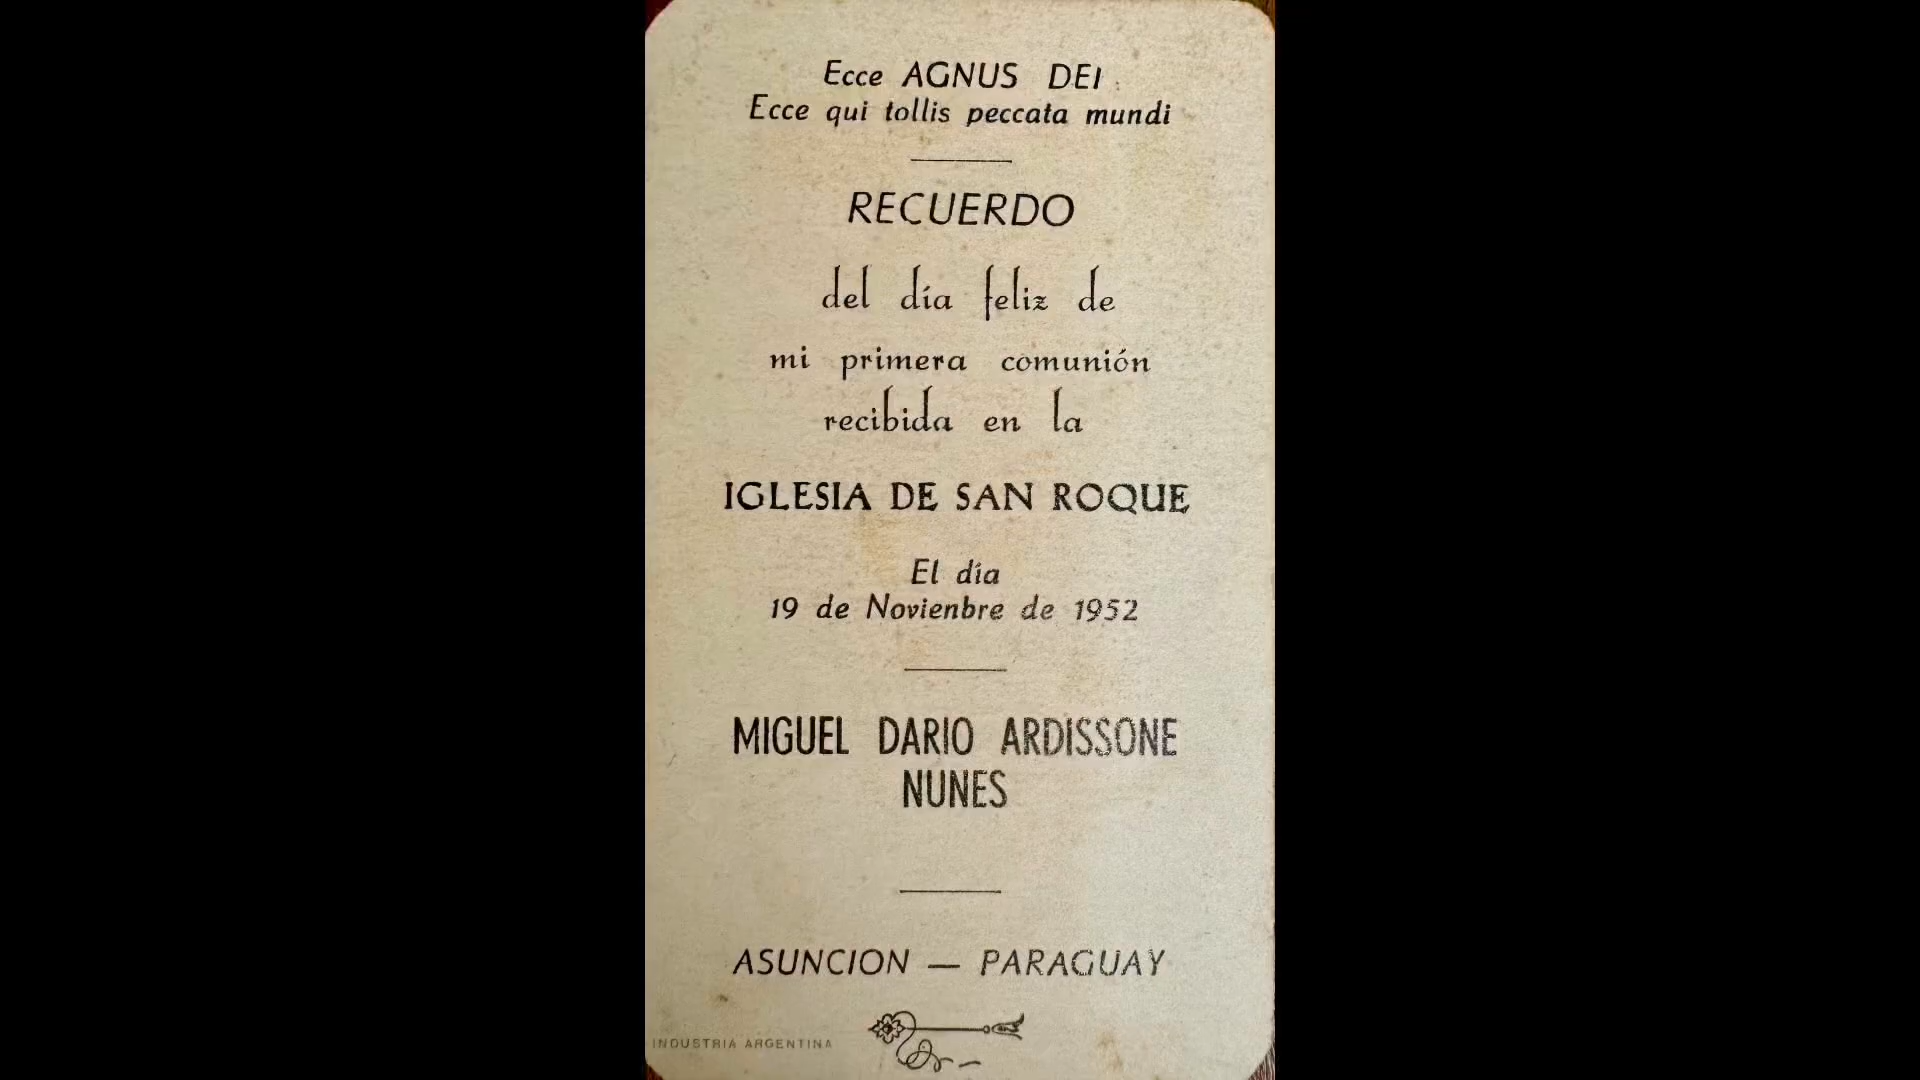 Ecce AGNUS DEI
Ecce qui tollis peccata mundi
RECUERDO
del día feliz de
mi primera comunión
recibida en la
IGLESIA DE SAN ROQUE
El día
19 de Novienbre de 1952
MIGUEL DARIO ARDISSONE
NUNES
ASUNCION — PARAGUAY
INDUSTRIA ARGENTINA